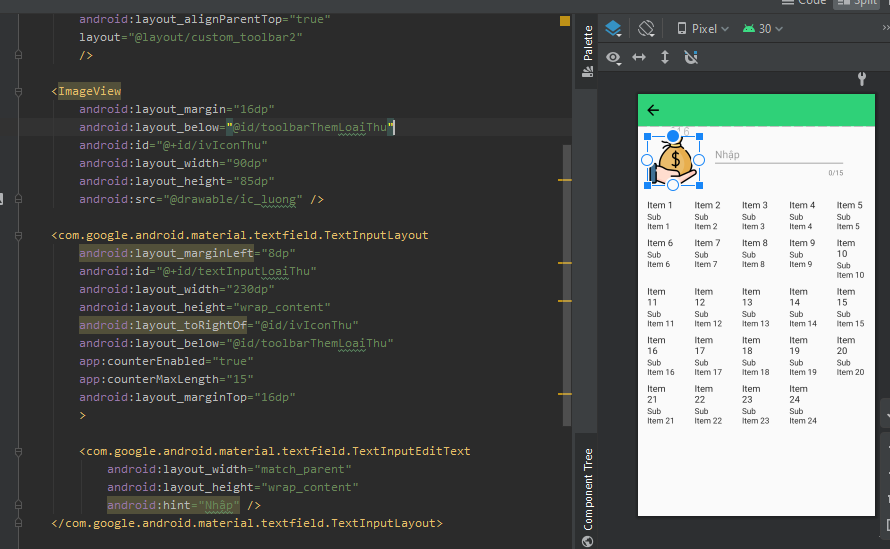 Code
Split
android:layout_alignParentTop="true"
layout="@layout/custom_toolbar2"
/>
<ImageView
android:layout_margin="16dp"
android:layout_below="@id/toolbarThemLoaiThu"
android:id="@+id/ivIconThu"
android:layout_width="90dp"
android:layout_height="85dp"
android:src="@drawable/ic_luong" />
<com.google.android.material.textfield.TextInputLayout
android:layout_marginLeft="8dp"
android:id="@+id/textInputLoaiThu"
android:layout_width="230dp"
android:layout_height="wrap_content"
android:layout_toRightOf="@id/ivIconThu"
android:layout_below="@id/toolbarThemLoaiThu"
app:counterEnabled="true"
app:counterMaxLength="15"
android:layout_marginTop="16dp"
>
<com.google.android.material.textfield.TextInputEditText
android:layout_width="match_parent"
android:layout_height="wrap_content"
android:hint="Nhập" />
</com.google.android.material.textfield.TextInputLayout>
Palette
Component Tree
Pixel
30
16
$
Nhập
0/15
Item 1 Item 2 Item 3 Item 4 Item 5
Sub Sub Sub Sub Sub
Item 1 Item 2 Item 3 Item 4 Item 5
Item 6 Item 7 Item 8 Item 9 Item
Sub Sub Sub Sub 10
Item 6 Item 7 Item 8 Item 9 Sub
Item 10
Item Item Item Item Item
11 12 13 14 15
Sub Sub Sub Sub Sub
Item 11 Item 12 Item 13 Item 14 Item 15
Item Item Item Item Item
16 17 18 19 20
Sub Sub Sub Sub Sub
Item 16 Item 17 Item 18 Item 19 Item 20
Item Item Item Item
21 22 23 24
Sub Sub Sub Sub
Item 21 Item 22 Item 23 Item 24